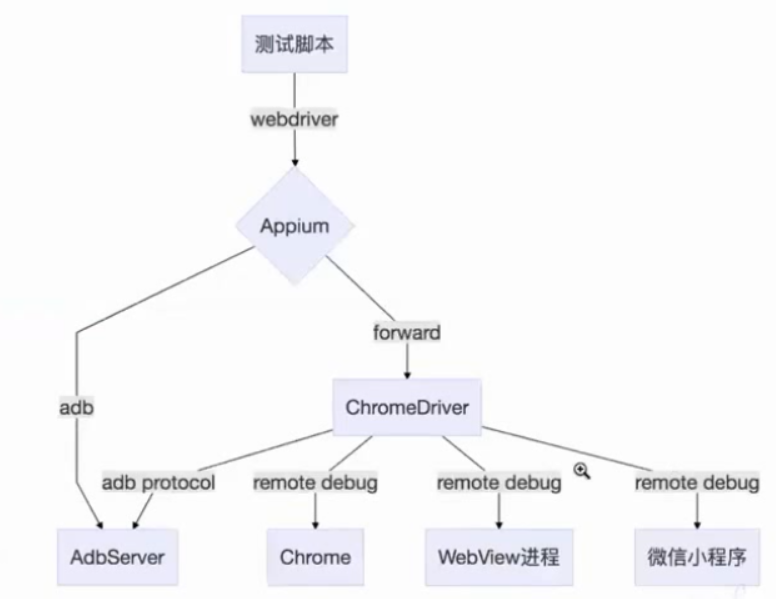 测试脚本
webdriver
Appium
forward
adb
ChromeDriver
adb protocol
remote debug
remote debug
remote debug
AdbServer
Chrome
WebView进程
微信小程序